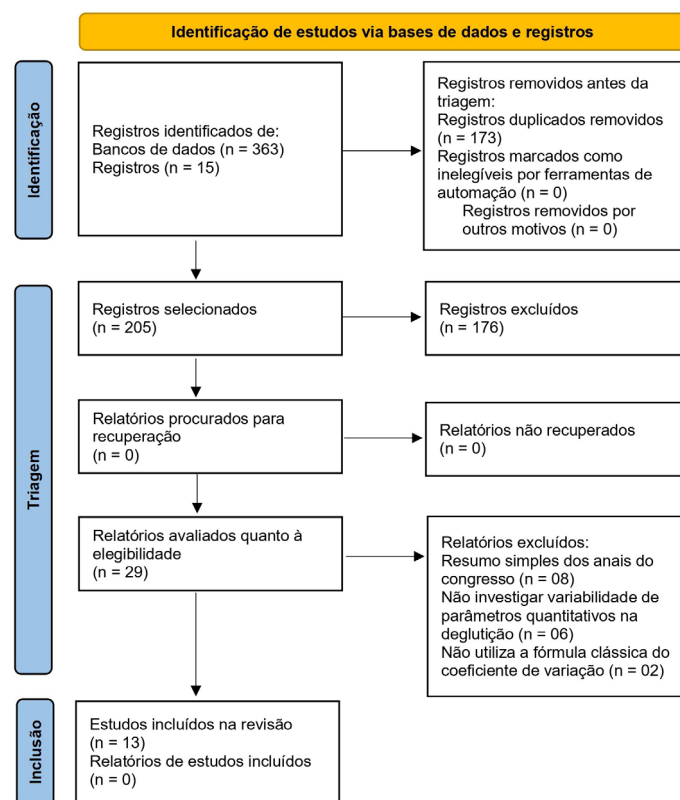 Identificação de estudos via bases de dados e registros
Identificação
Registros identificados de:
Bancos de dados (n = 363)
Registros (n = 15)
Registros removidos antes da
triagem:
Registros duplicados removidos
(n = 173)
Registros marcados como
inelegíveis por ferramentas de
automação (n = 0)
Registros removidos por
outros motivos (n = 0)
Triagem
Registros selecionados
(n = 205)
Registros excluídos
(n = 176)
Relatórios procurados para
recuperação
(n = 0)
Relatórios não recuperados
(n = 0)
Relatórios avaliados quanto à
elegibilidade
(n = 29)
Relatórios excluídos:
Resumo simples dos anais do
congresso (n = 08)
Não investigar variabilidade de
parâmetros quantitativos na
deglutição (n = 06)
Não utiliza a fórmula clássica do
coeficiente de variação (n = 02)
Inclusão
Estudos incluídos na revisão
(n = 13)
Relatórios de estudos incluídos
(n = 0)